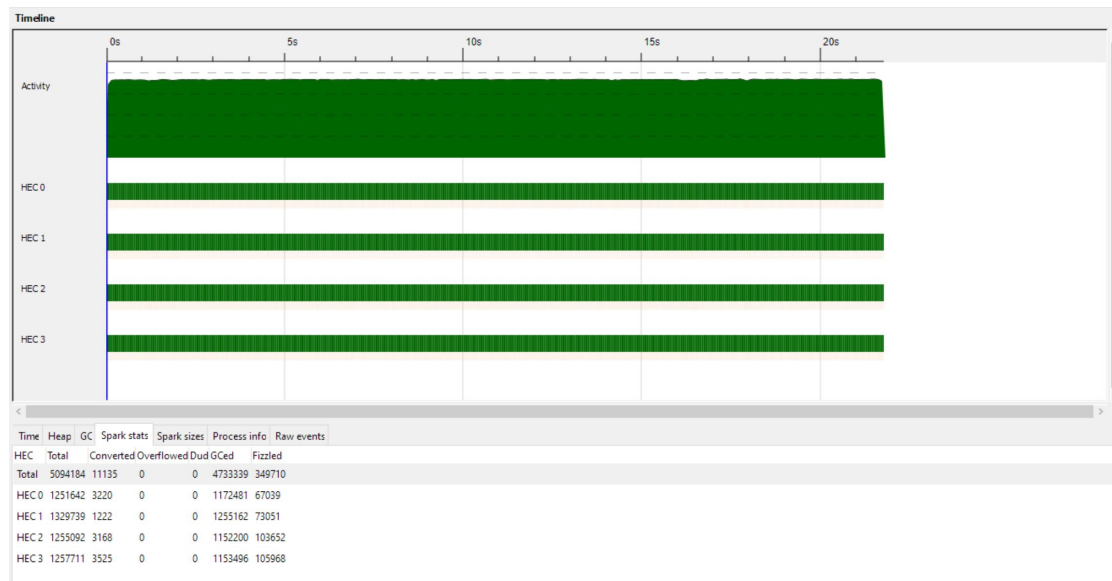 Timeline
0s 5s 10s 15s 20s
Activity
HEC 0
HEC 1
HEC 2
HEC 3
Time Heap GC Spark stats Spark sizes Process info Raw events
HEC Total Converted Overflowed Dud GCed Fizzled
Total 5094184 11135 0 0 4733339 349710
HEC 0 1251642 3220 0 0 1172481 67039
HEC 1 1329739 1222 0 0 1255162 73051
HEC 2 1255092 3168 0 0 1152200 103652
HEC 3 1257711 3525 0 0 1153496 105968